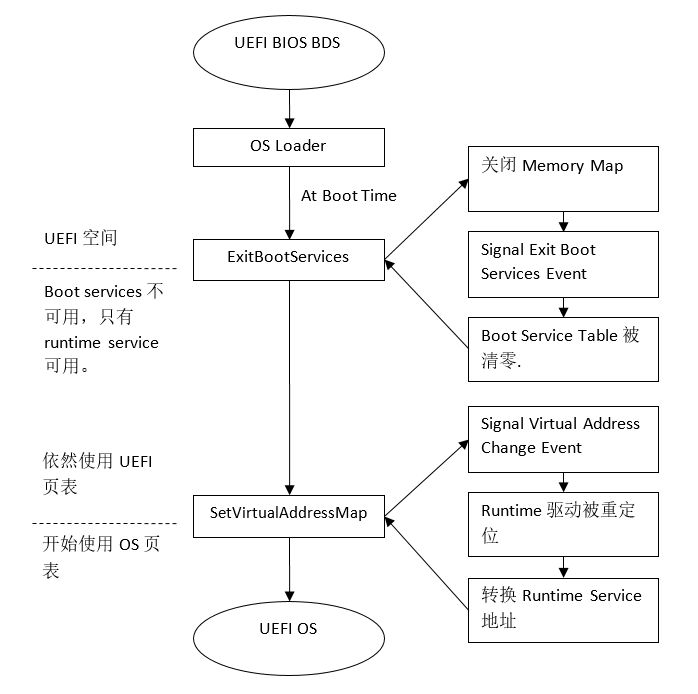 UEFI BIOS BDS
OS Loader
At Boot Time
关闭 Memory Map
UEFI 空间
ExitBootServices
Signal Exit Boot
Services Event
Boot services 不
可用，只有
runtime service
可用。
Boot Service Table 被
清零.
Signal Virtual Address
Change Event
依然使用 UEFI
页表
SetVirtualAddressMap
Runtime 驱动被重定
位
开始使用 OS 页
表
转换 Runtime Service
地址
UEFI OS